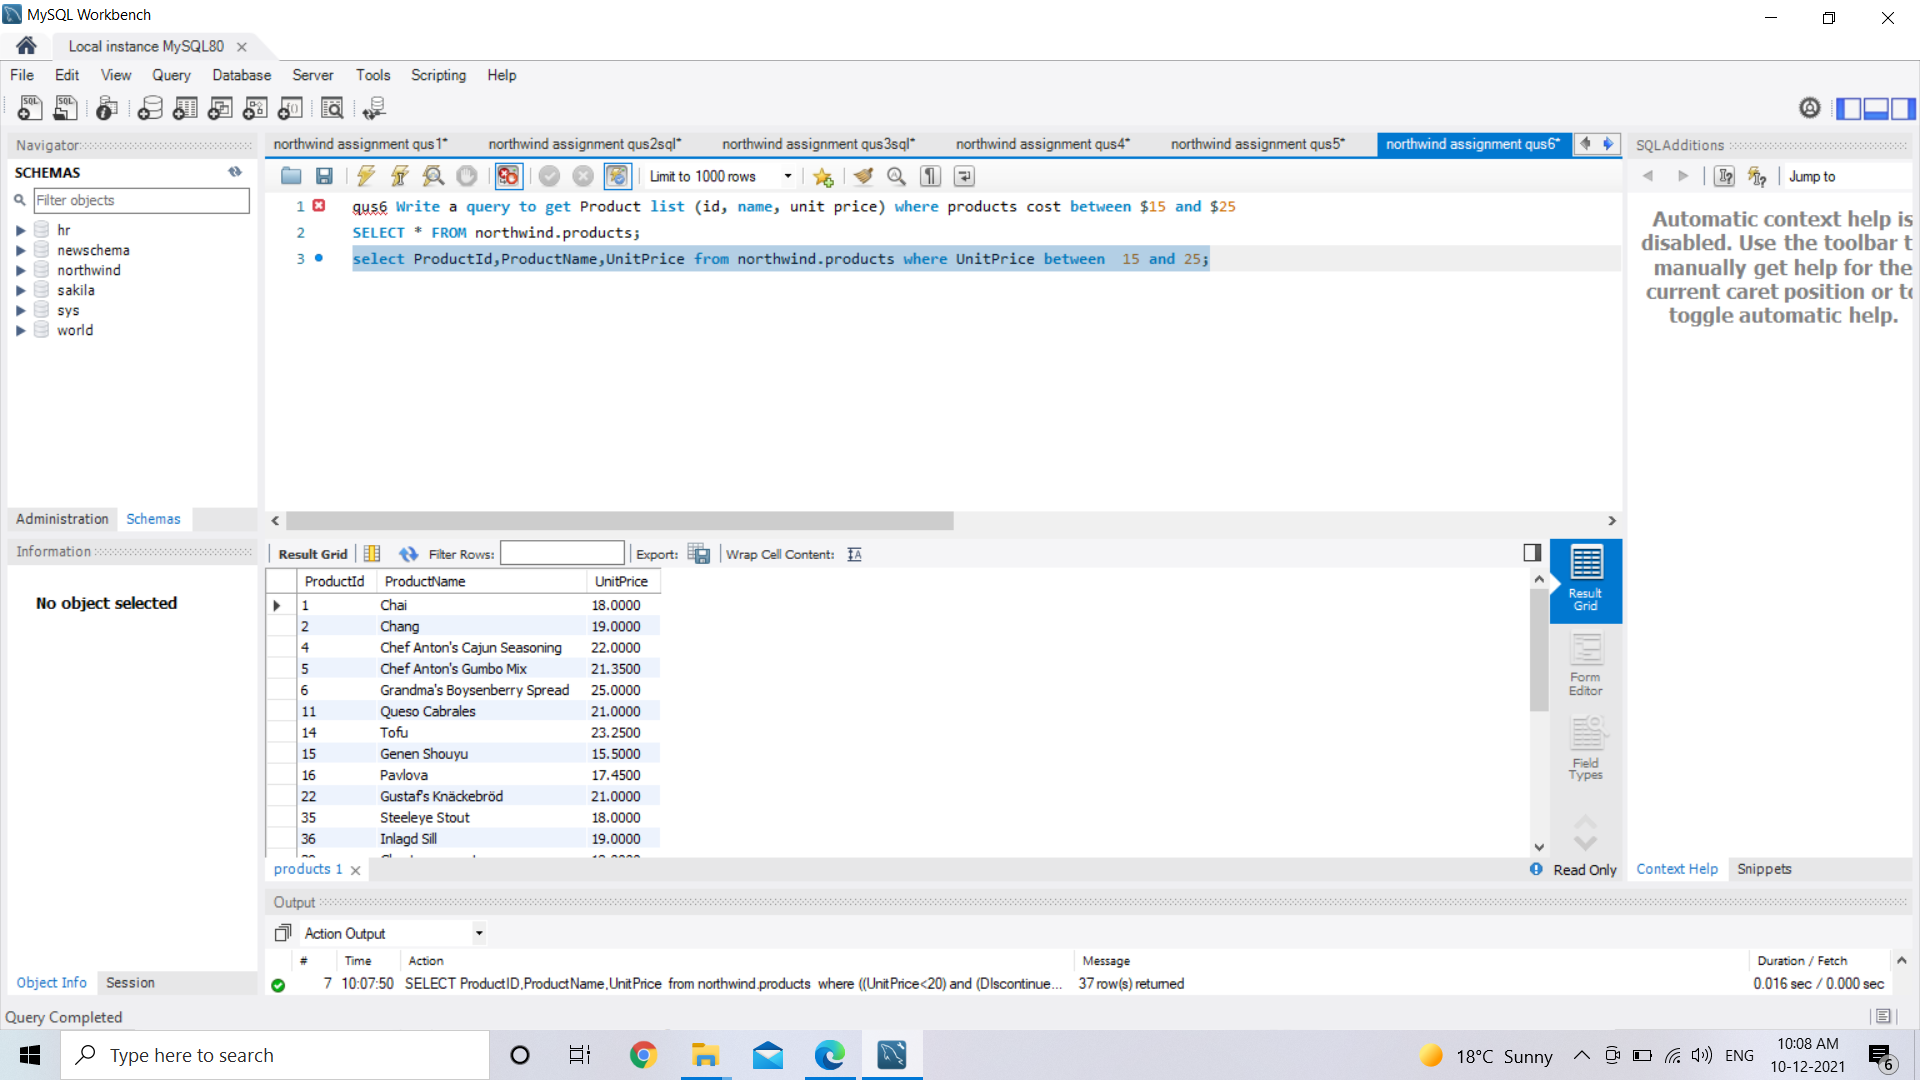 MySQL Workbench
Local instance MySQL80
File Edit View Query Database Server Tools Scripting Help
Navigator
SCHEMAS
Filter objects
hr
newschema
northwind
sakila
sys
world
Administration Schemas
Information
No object selected
Object Info Session
northwind assignment qus1* northwind assignment qus2sql* northwind assignment qus3sql* northwind assignment qus4* northwind assignment qus5* northwind assignment qus6*
Limit to 1000 rows
1 qus6 Write a query to get Product list (id, name, unit price) where products cost between $15 and $25
2 SELECT * FROM northwind.products;
3 select ProductId,ProductName,UnitPrice from northwind.products where UnitPrice between  15 and 25;
Result Grid Filter Rows: Export: Wrap Cell Content:
ProductId ProductName UnitPrice
1 Chai 18.0000
2 Chang 19.0000
4 Chef Anton's Cajun Seasoning 22.0000
5 Chef Anton's Gumbo Mix 21.3500
6 Grandma's Boysenberry Spread 25.0000
11 Queso Cabrales 21.0000
14 Tofu 23.2500
15 Genen Shouyu 15.5000
16 Pavlova 17.4500
22 Gustaf's Knäckebröd 21.0000
35 Steeleye Stout 18.0000
36 Inlagd Sill 19.0000
Result
Grid
Form
Editor
Field
Types
products 1
Read Only
SQLAdditions
Jump to
Automatic context help is
disabled. Use the toolbar t
manually get help for the
current caret position or to
toggle automatic help.
Context Help Snippets
Output
Action Output
# Time Action Message Duration / Fetch
7 10:07:50 SELECT ProductID,ProductName,UnitPrice  from northwind.products  where ((UnitPrice<20) and (DIscontinue... 37 row(s) returned 0.016 sec / 0.000 sec
Query Completed
Type here to search
18°C Sunny
ENG
10:08 AM
10-12-2021
6